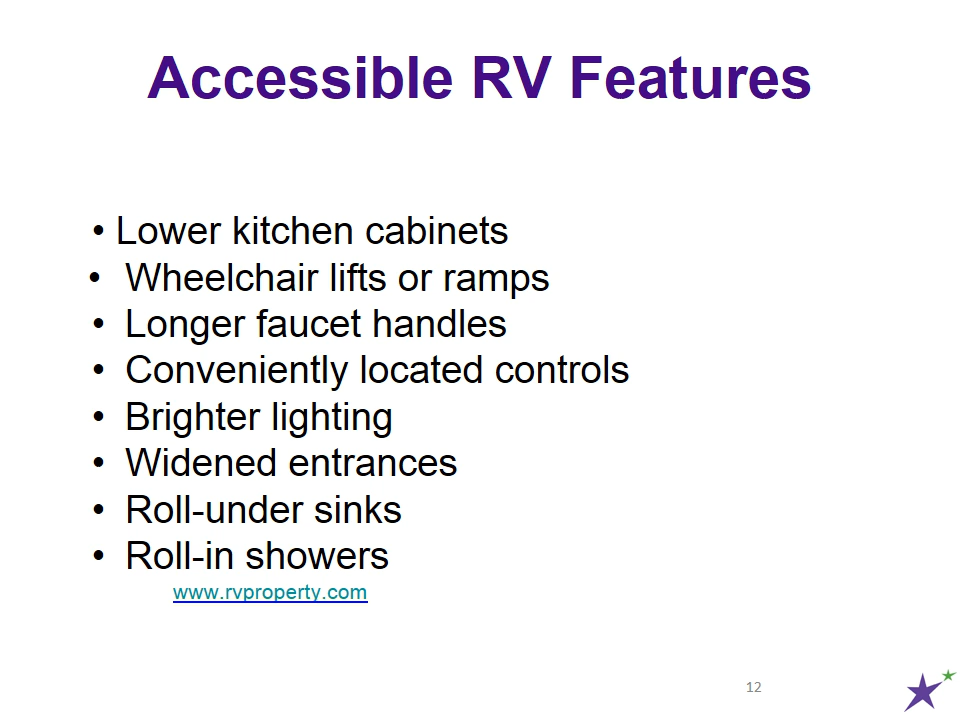 Accessible RV Features
• Lower kitchen cabinets
• Wheelchair lifts or ramps
• Longer faucet handles
• Conveniently located controls
• Brighter lighting
• Widened entrances
• Roll-under sinks
• Roll-in showers
www.rvproperty.com
12